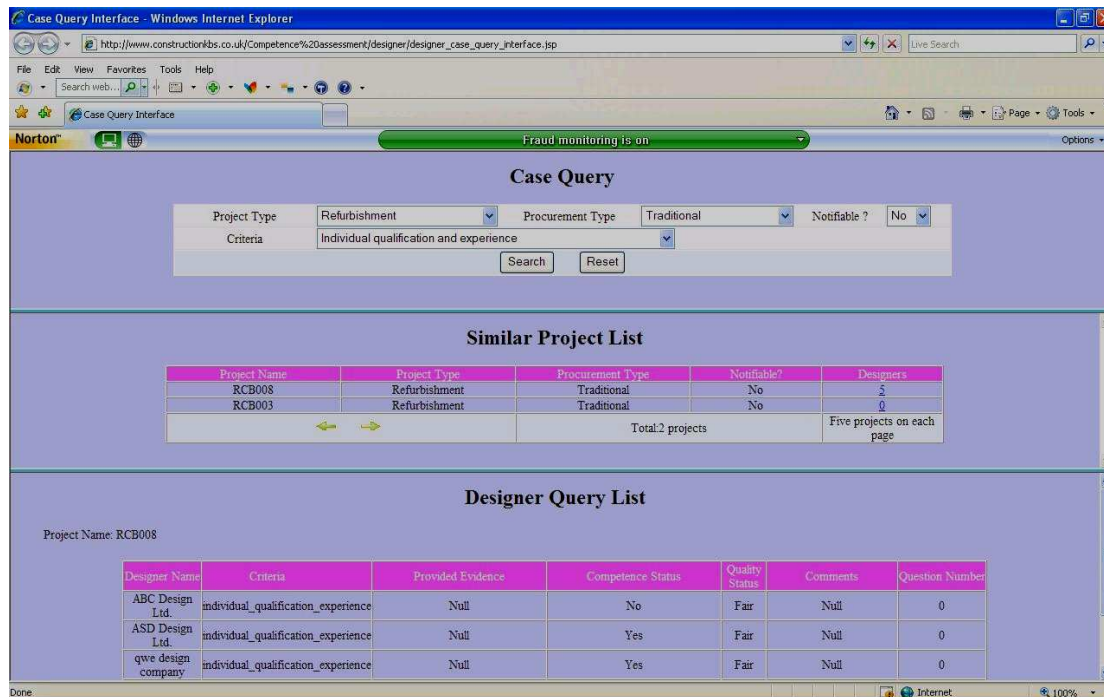 Case Query Interface - Windows Internet Explorer
http://www.constructionkbs.co.uk/Competence%20assessment/designer/designer_case_query_interface.jsp
Live Search
File Edit View Favorites Tools Help
Search web...
Case Query Interface
Page Tools
Norton™ Fraud monitoring is on Options
Case Query
Project Type Refurbishment Procurement Type Traditional Notifiable ? No
Criteria Individual qualification and experience
Search Reset
Similar Project List
Project Name Project Type Procurement Type Notifiable? Designers
RCB008 Refurbishment Traditional No 5
RCB003 Refurbishment Traditional No 0
Total:2 projects Five projects on each
page
Designer Query List
Project Name: RCB008
Designer Name Criteria Provided Evidence Competence Status Quality
Status Comments Question Number
ABC Design
Ltd. individual_qualification_experience Null No Fair Null 0
ASD Design
Ltd. individual_qualification_experience Null Yes Fair Null 0
qwe design
company individual_qualification_experience Null Yes Fair Null 0
Done Internet 100%